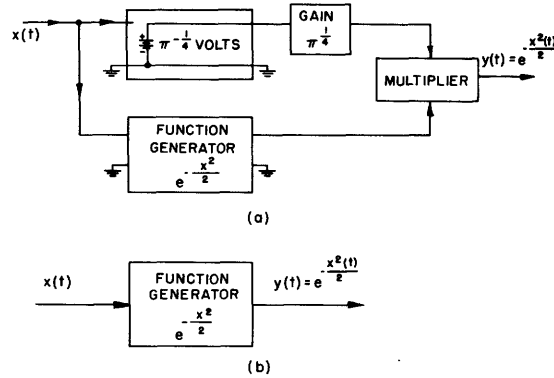 x(t)
+
-
π^{-1/4} VOLTS
GAIN
π^{1/4}
MULTIPLIER
y(t) = e^{-x²(t)/2}
FUNCTION
GENERATOR
e^{-x²/2}
(a)
x(t)
FUNCTION
GENERATOR
e^{-x²/2}
y(t) = e^{-x²(t)/2}
(b)